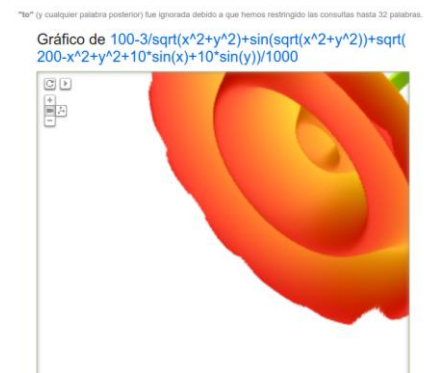 "to" (y cualquier palabra posterior) fue ignorada debido a que hemos restringido las consultas hasta 32 palabras.
Gráfico de 100-3/sqrt(x^2+y^2)+sin(sqrt(x^2+y^2))+sqrt(
200-x^2+y^2+10*sin(x)+10*sin(y))/1000